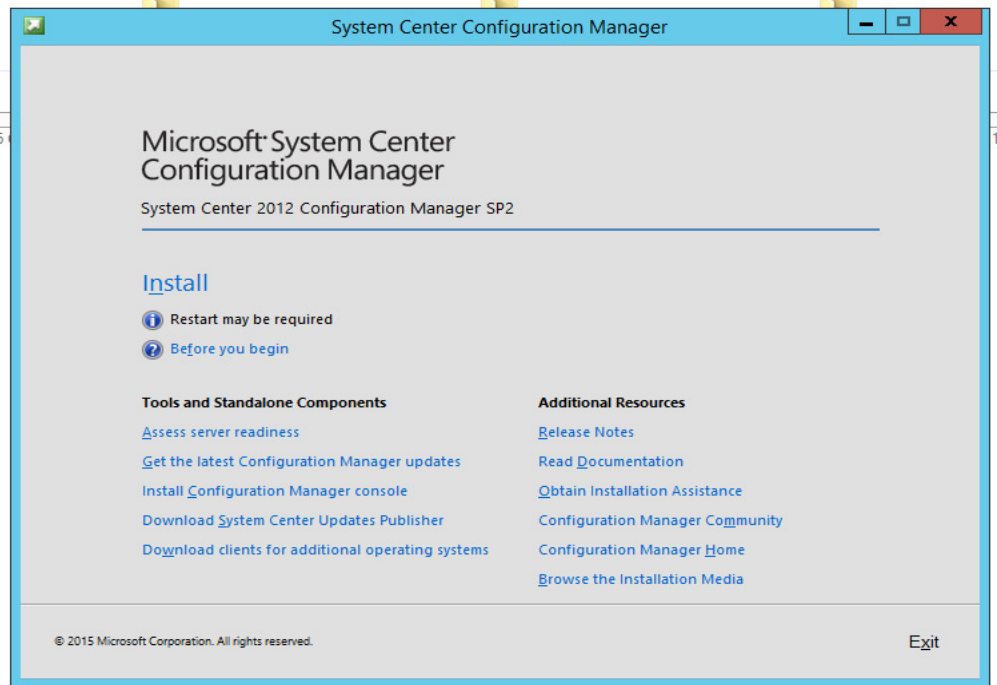 System Center Configuration Manager
Microsoft System Center
Configuration Manager
System Center 2012 Configuration Manager SP2
Install
Restart may be required
Before you begin
Tools and Standalone Components
Assess server readiness
Get the latest Configuration Manager updates
Install Configuration Manager console
Download System Center Updates Publisher
Download clients for additional operating systems
Additional Resources
Release Notes
Read Documentation
Obtain Installation Assistance
Configuration Manager Community
Configuration Manager Home
Browse the Installation Media
© 2015 Microsoft Corporation. All rights reserved.
Exit